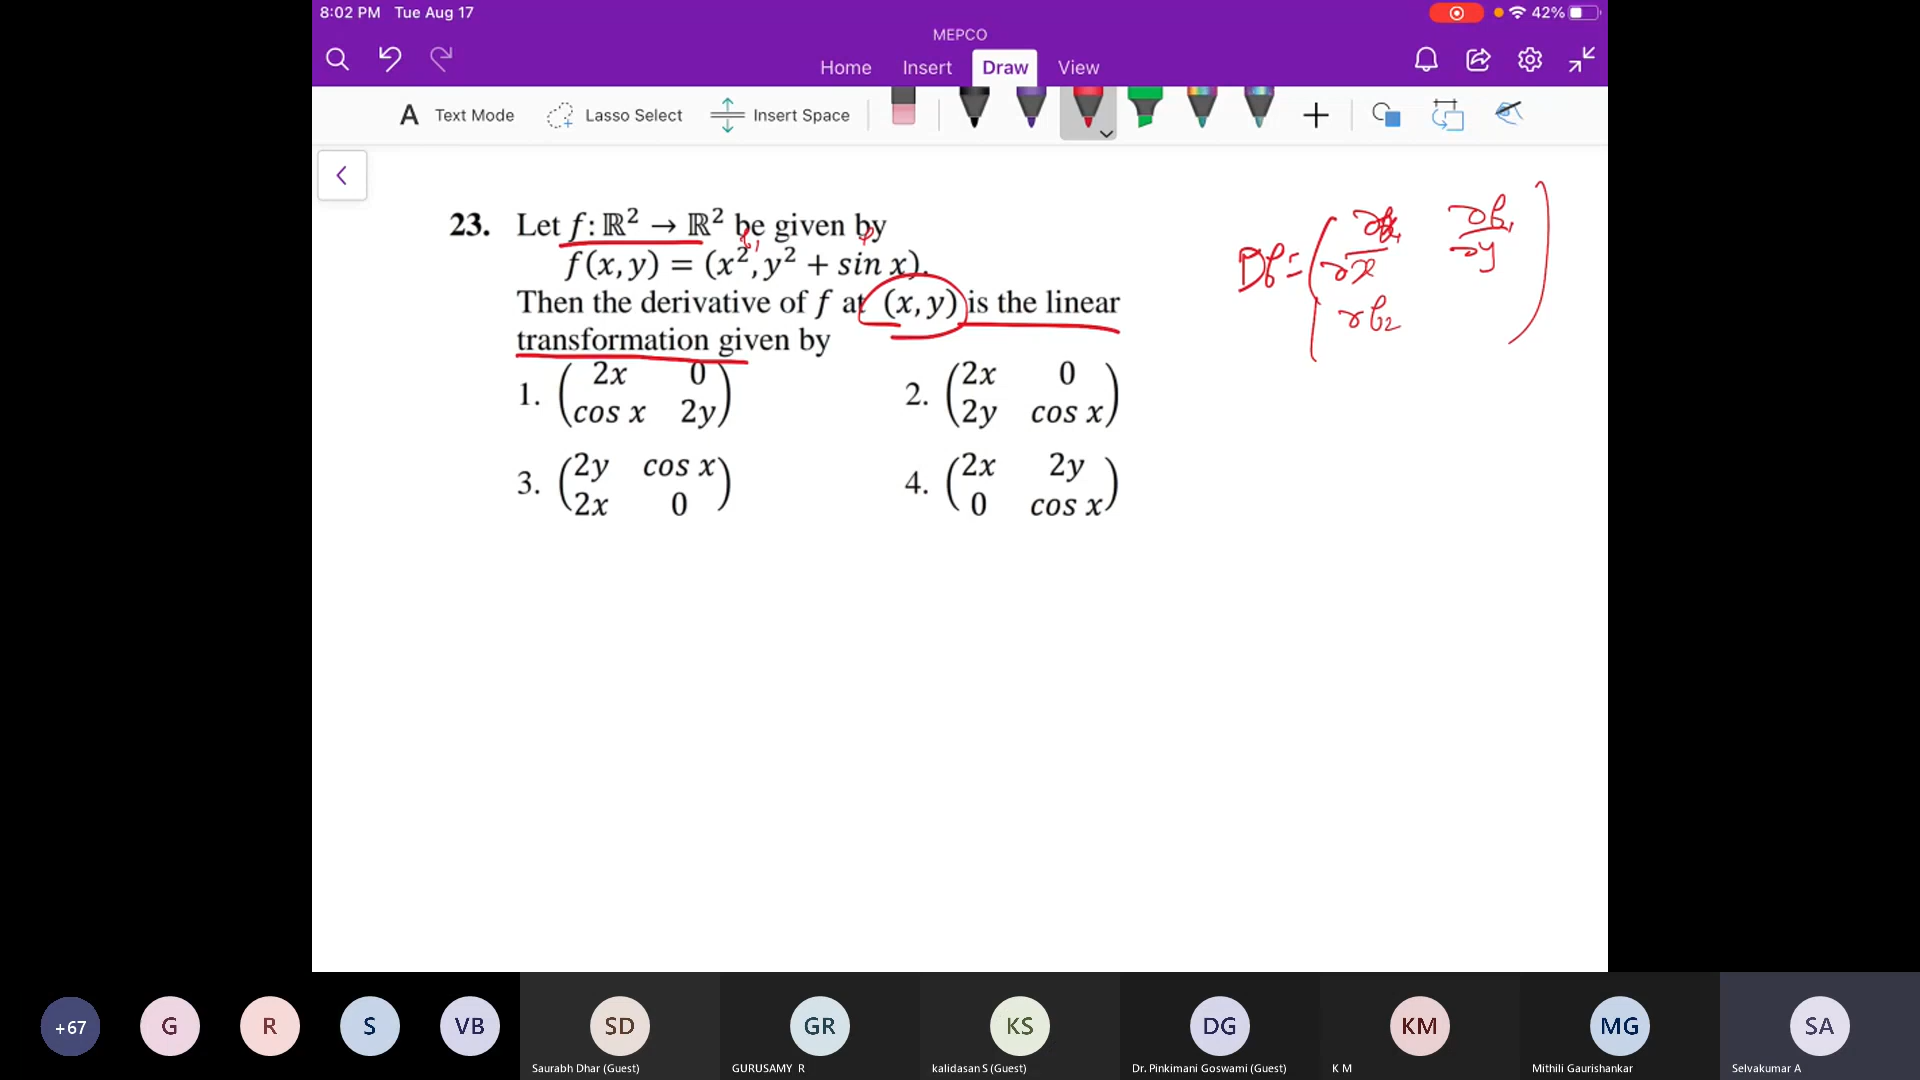 8:02 PM Tue Aug 17
42%
MEPCO
Home Insert Draw View
A Text Mode Lasso Select Insert Space
23. Let f: ℝ² → ℝ² be given by
f(x, y) = (x², y² + sin x).
Then the derivative of f at (x, y) is the linear
transformation given by
1. (2x 0
cos x 2y)
2. (2x 0
2y cos x)
3. (2y cos x
2x 0)
4. (2x 2y
0 cos x)
f₁
Df = (∂f₁/∂x ∂f₁/∂y
∂f₂ )
+67 G R S VB SD GR KS DG KM MG SA
Saurabh Dhar (Guest) GURUSAMY R kalidasan S (Guest) Dr. Pinkimani Goswami (Guest) K M Mithili Gaurishankar Selvakumar A